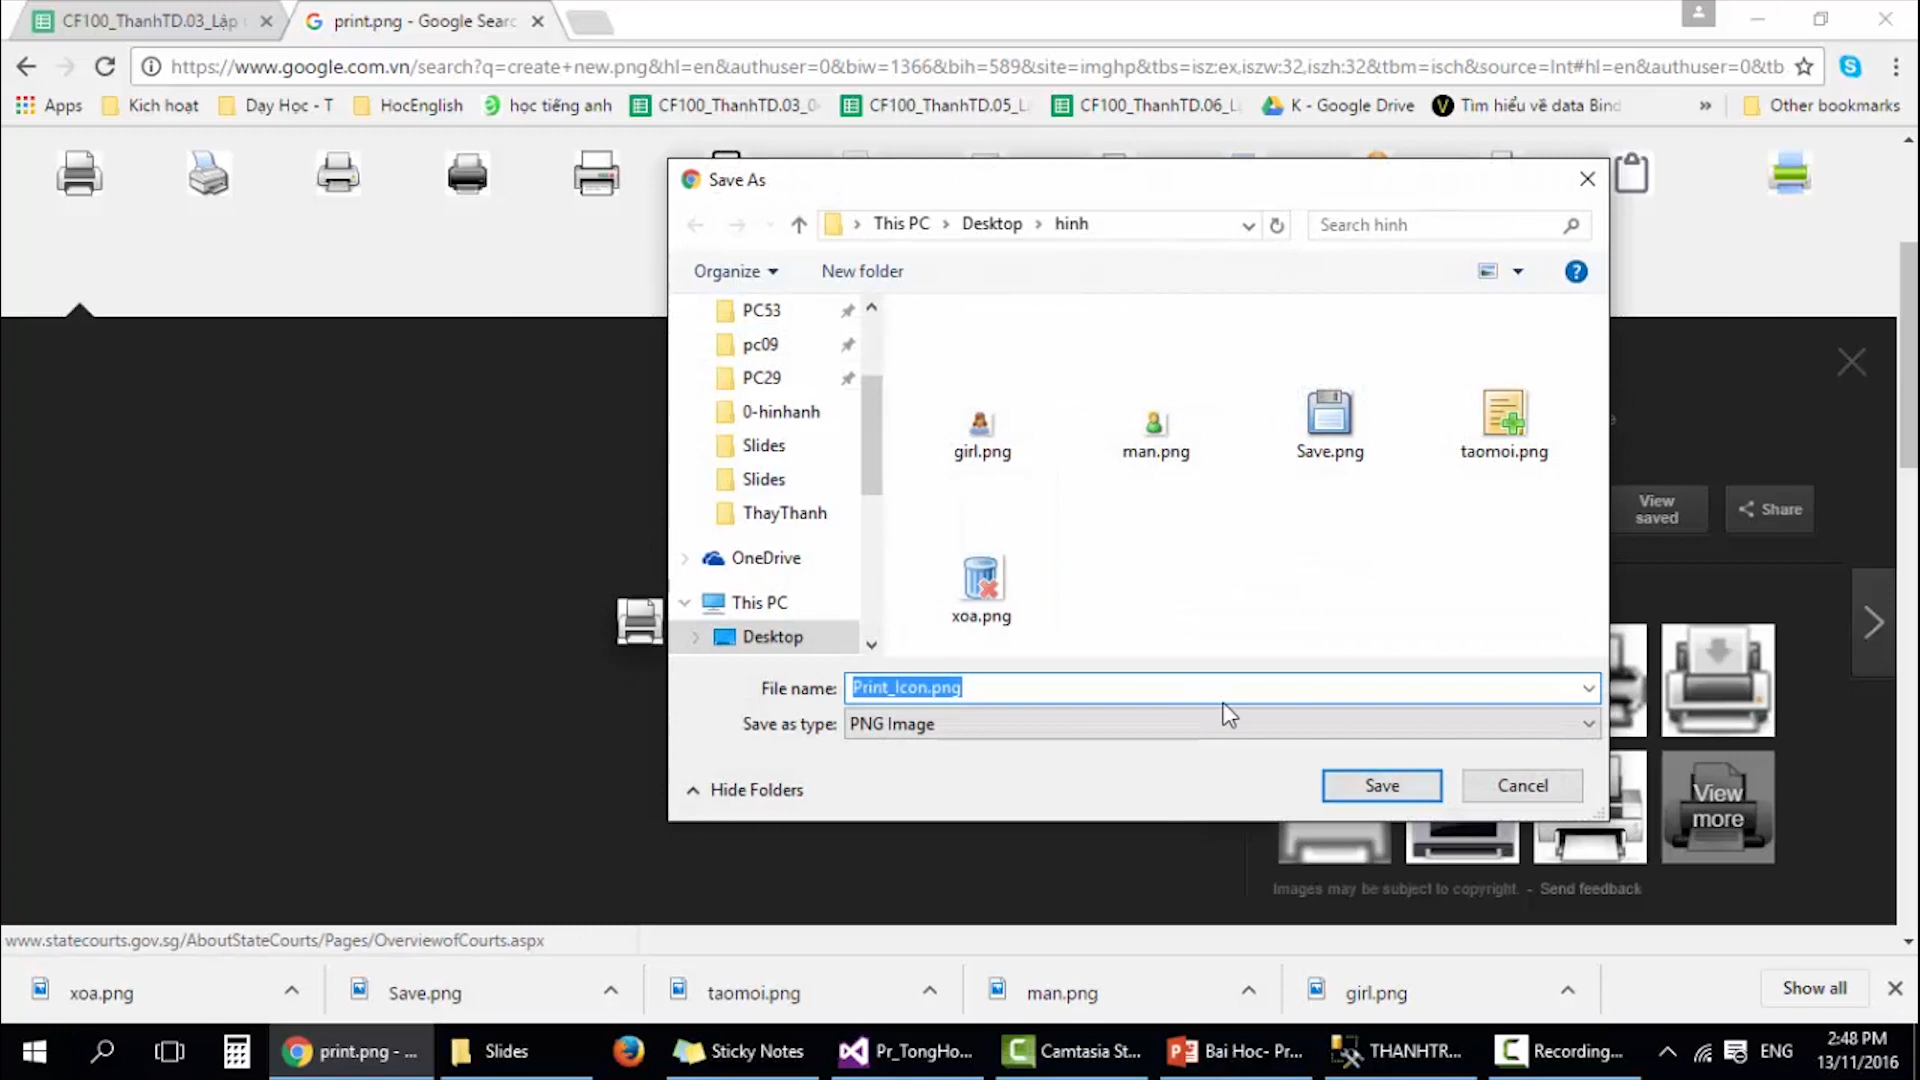 CF100_ThanhTD.03_Lập
print.png - Google Searc
https://www.google.com.vn/search?q=create+new.png&hl=en&authuser=0&biw=1366&bih=589&site=imghp&tbs=isz:ex,iszw:32,iszh:32&tbm=isch&source=lnt#hl=en&authuser=0&tb
Apps
Kich hoạt
Dạy Học - T
HocEnglish
học tiếng anh
CF100_ThanhTD.03_0
CF100_ThanhTD.05_L
CF100_ThanhTD.06_L
K - Google Drive
Tìm hiểu về data Bind
»
Other bookmarks
Save As
This PC > Desktop > hinh
Search hinh
Organize
New folder
PC53
pc09
PC29
0-hinhanh
Slides
Slides
ThayThanh
OneDrive
This PC
Desktop
girl.png
man.png
Save.png
taomoi.png
xoa.png
File name: Print_Icon.png
Save as type: PNG Image
Hide Folders
Save
Cancel
View
saved
Share
View
more
Images may be subject to copyright. - Send feedback
www.statecourts.gov.sg/AboutStateCourts/Pages/OverviewofCourts.aspx
xoa.png
Save.png
taomoi.png
man.png
girl.png
Show all
print.png - ...
Slides
Sticky Notes
Pr_TongHo...
Camtasia St...
Bai Hoc- Pr...
THANHTR...
Recording...
ENG
2:48 PM
13/11/2016